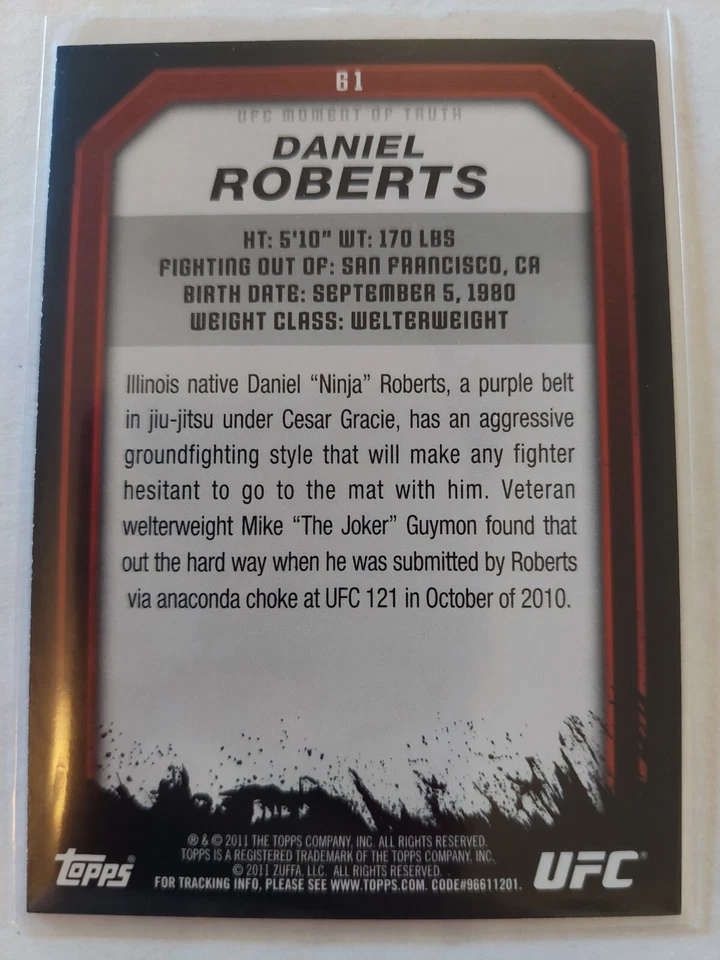 61
UFC MOMENT OF TRUTH
DANIEL
ROBERTS
HT: 5'10" WT: 170 LBS
FIGHTING OUT OF: SAN FRANCISCO, CA
BIRTH DATE: SEPTEMBER 5, 1980
WEIGHT CLASS: WELTERWEIGHT
Illinois native Daniel “Ninja” Roberts, a purple belt
in jiu-jitsu under Cesar Gracie, has an aggressive
groundfighting style that will make any fighter
hesitant to go to the mat with him. Veteran
welterweight Mike “The Joker” Guymon found that
out the hard way when he was submitted by Roberts
via anaconda choke at UFC 121 in October of 2010.
® & © 2011 THE TOPPS COMPANY, INC. ALL RIGHTS RESERVED.
TOPPS IS A REGISTERED TRADEMARK OF THE TOPPS COMPANY, INC.
© 2011 ZUFFA, LLC. ALL RIGHTS RESERVED.
FOR TRACKING INFO, PLEASE SEE WWW.TOPPS.COM. CODE#96611201.
topps®
UFC®